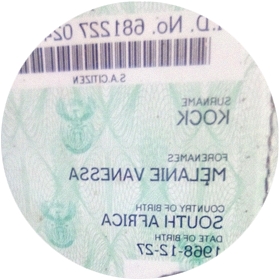 I.D. No. 681227 02
S.A. CITIZEN
SURNAME
KOCK
FORENAMES
MELANIE VANESSA
COUNTRY OF BIRTH
SOUTH AFRICA
DATE OF BIRTH
1968-12-27